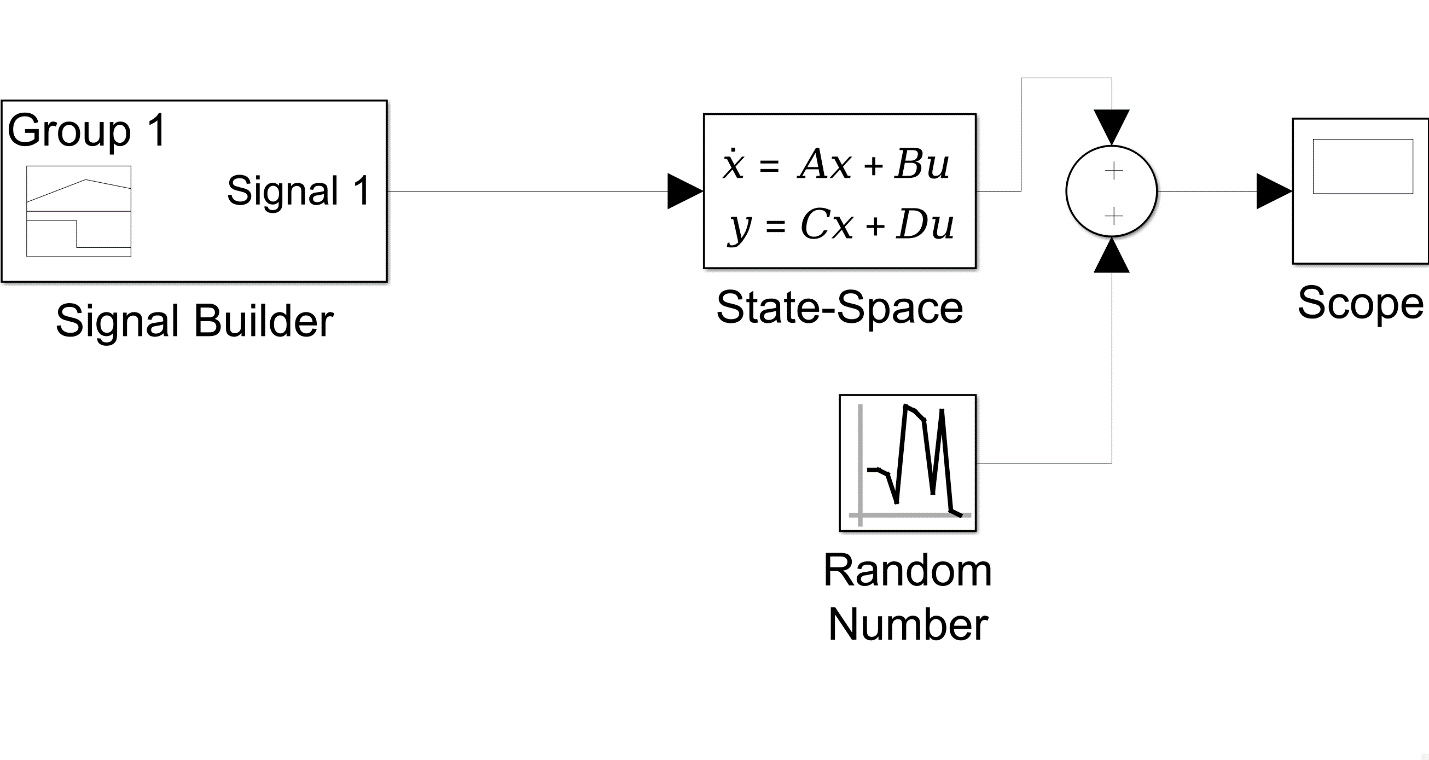 Group 1
Signal 1
Signal Builder
ẋ = Ax + Bu
y = Cx + Du
State-Space
+
+
Scope
Random
Number